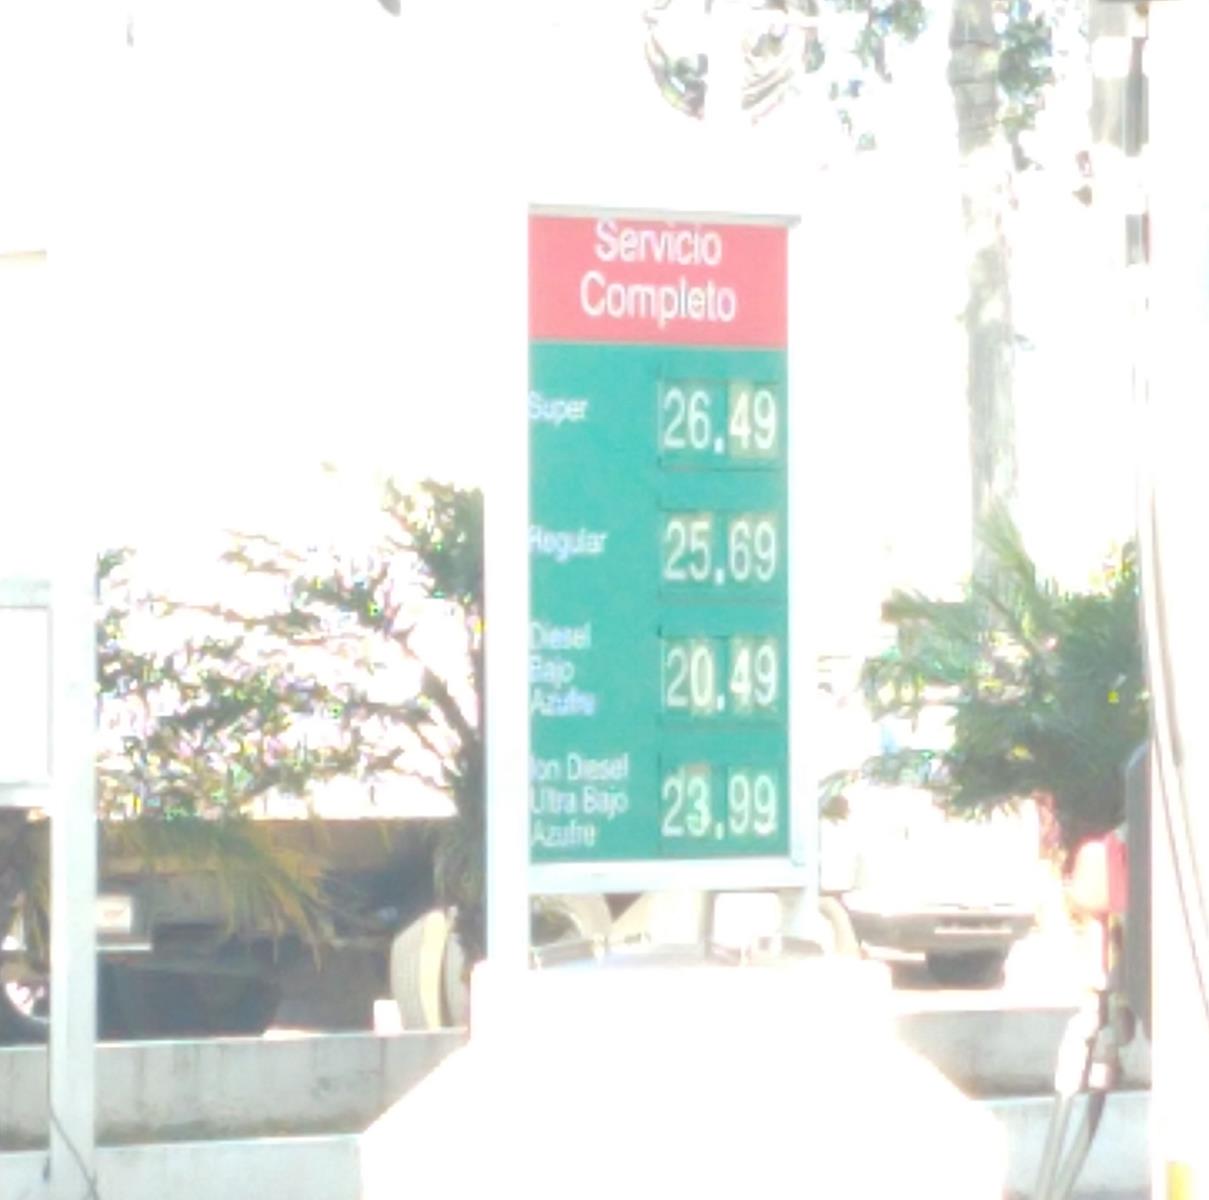 Servicio
Completo
Super 26.49
Regular 25.69
Diesel
Bajo 20.49
Azufre
Ion Diesel
Ultra Bajo 23.99
Azufre